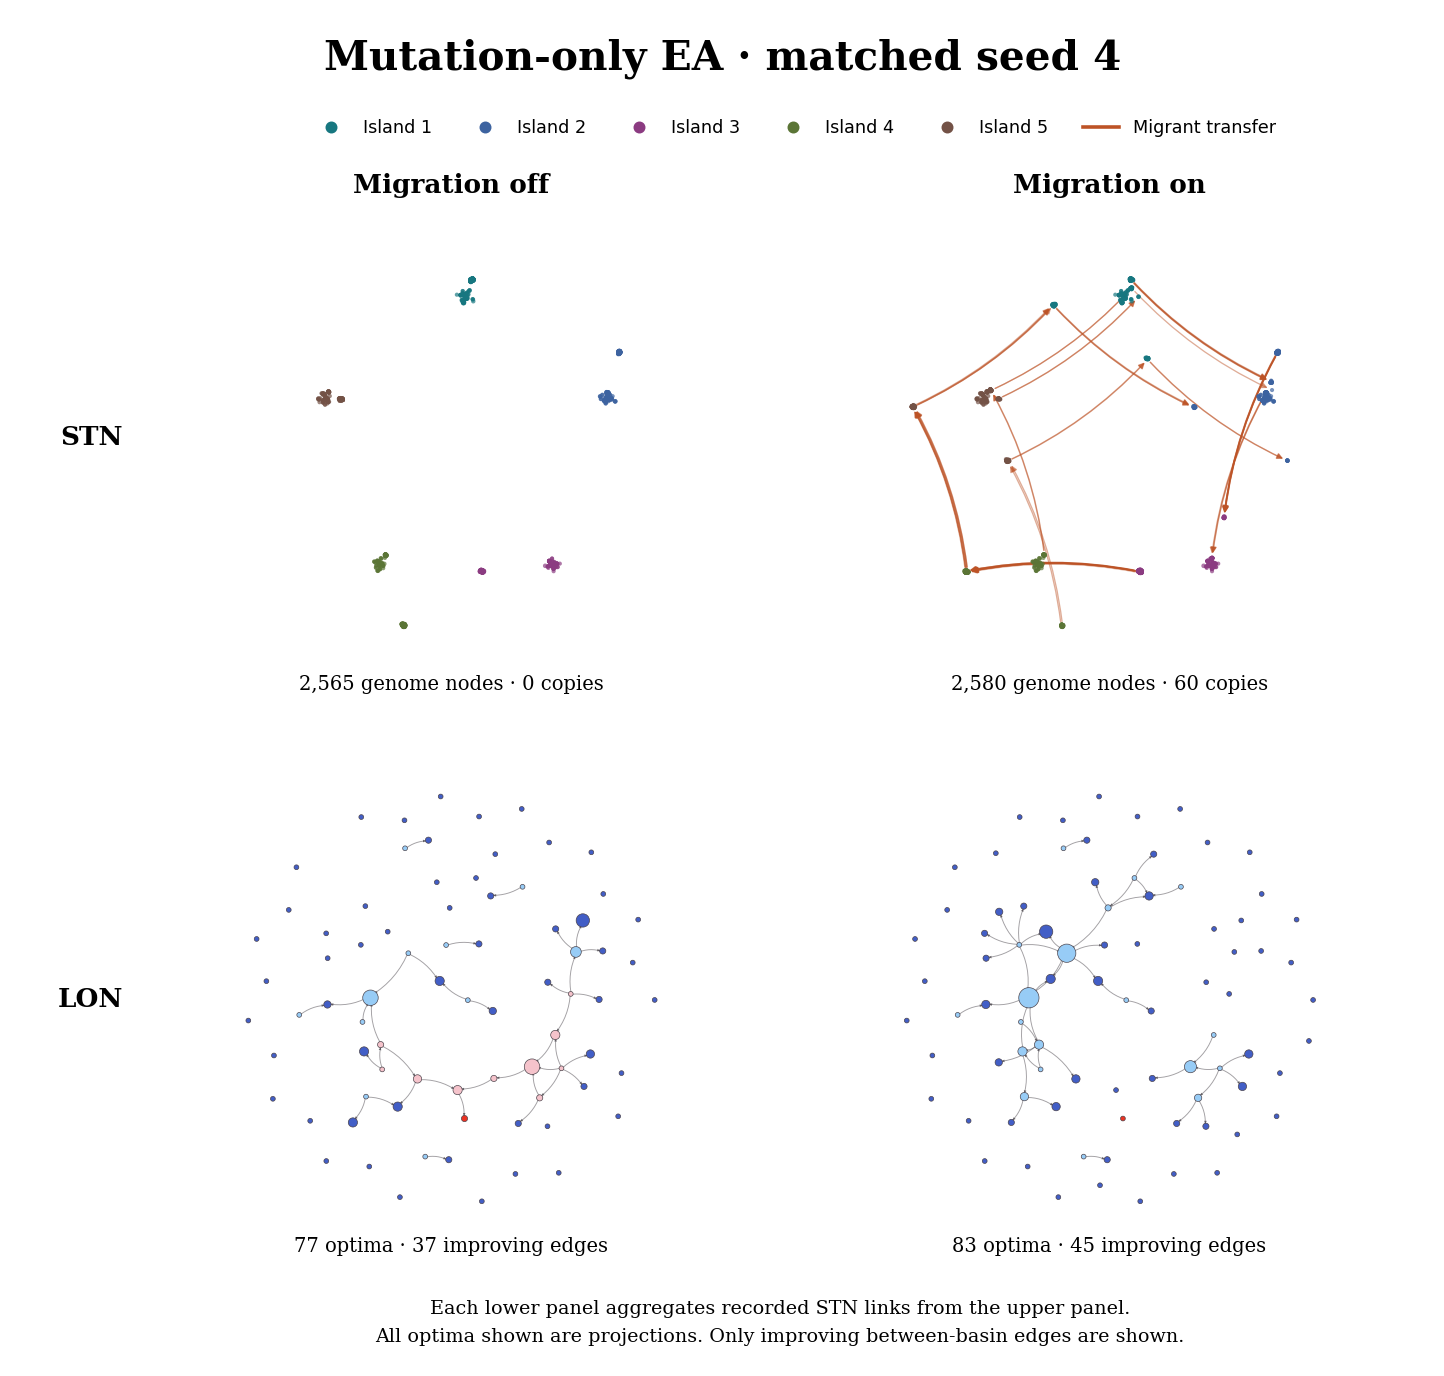 Mutation-only EA · matched seed 4
Island 1 Island 2 Island 3 Island 4 Island 5 Migrant transfer
Migration off Migration on
STN
2,565 genome nodes · 0 copies 2,580 genome nodes · 60 copies
LON
77 optima · 37 improving edges 83 optima · 45 improving edges
Each lower panel aggregates recorded STN links from the upper panel.
All optima shown are projections. Only improving between-basin edges are shown.